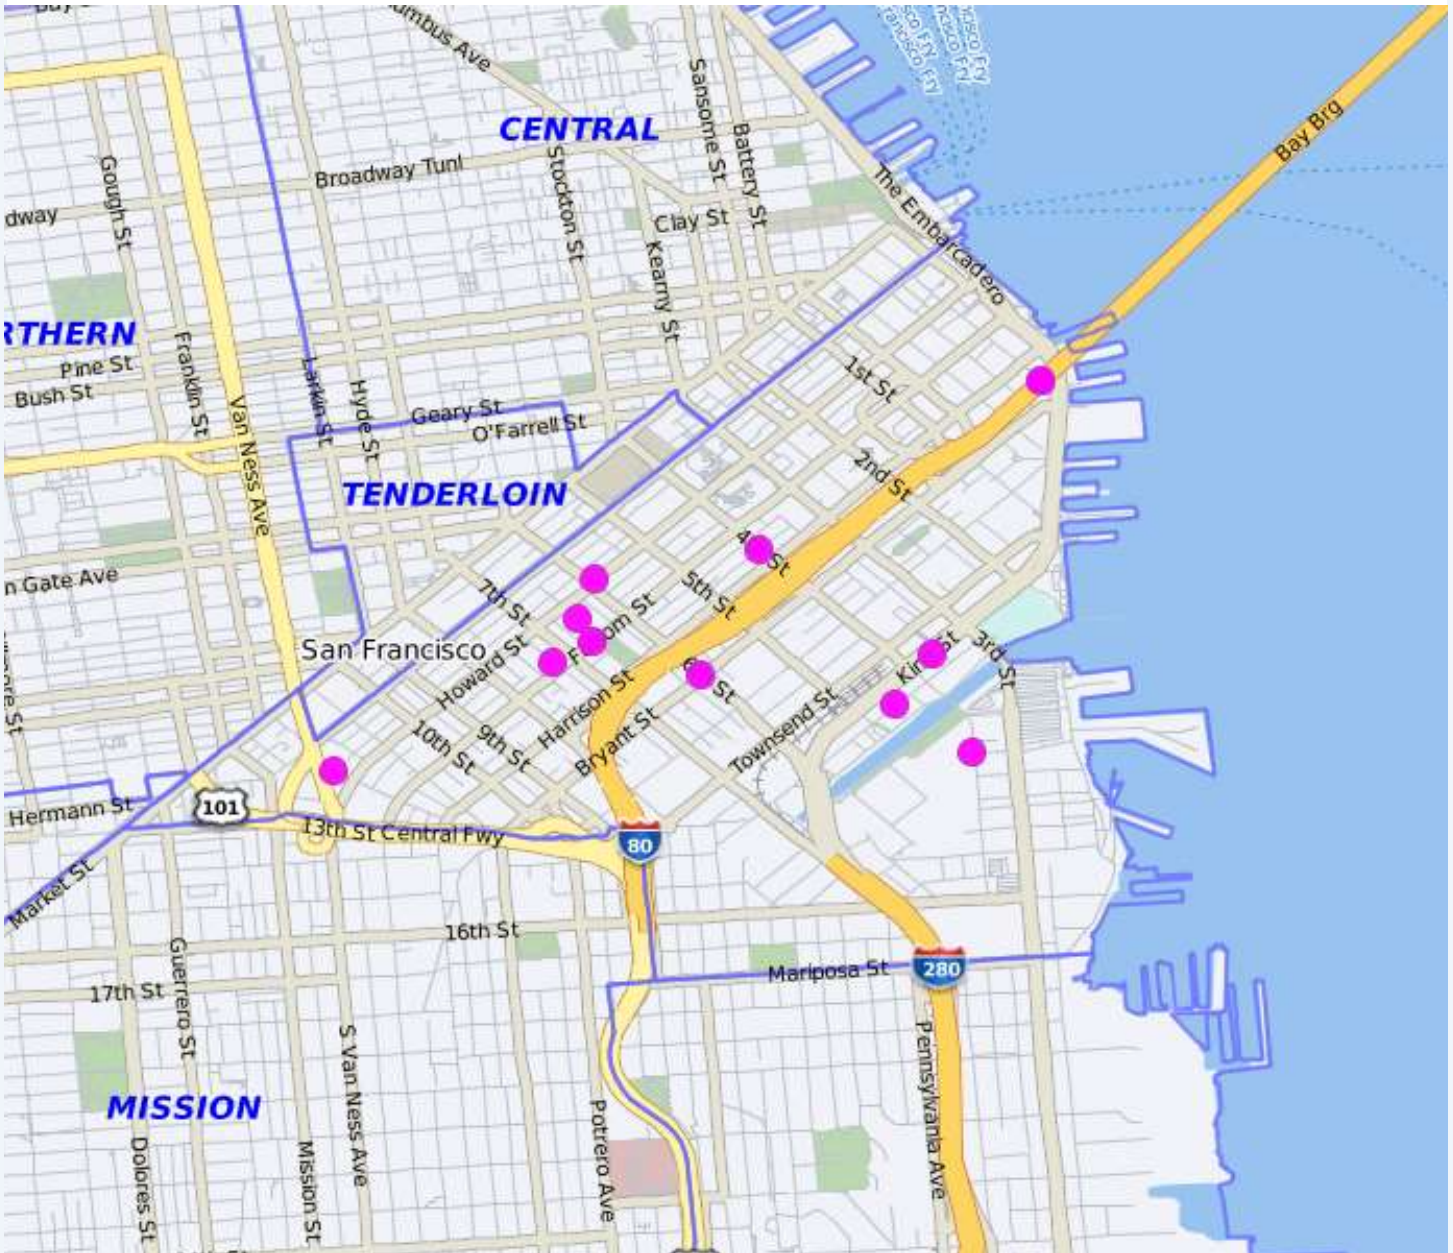 umbus Ave
Francisco Fry
CENTRAL
Sansome St
Battery St
Bay Brg
Gough St
Broadway Tunl
Stockton St
The Embarcadero
dway
Clay St
Kearny St
RTHERN
Pine St
Franklin St
Larkin St
1st St
Bush St
Hyde St
Geary St
Van Ness Ave
O'Farrell St
2nd St
TENDERLOIN
n Gate Ave
7th St
5th St
San Francisco
Howard St
3rd St
Harrison St
Townsend St
10th St
9th St
Bryant St
Hermann St
101
13th St Central Fwy
80
Market St
16th St
Mariposa St
280
17th St
Guerrero St
S Van Ness Ave
Pennsylvania Ave
MISSION
Potrero Ave
Dolores St
Mission St